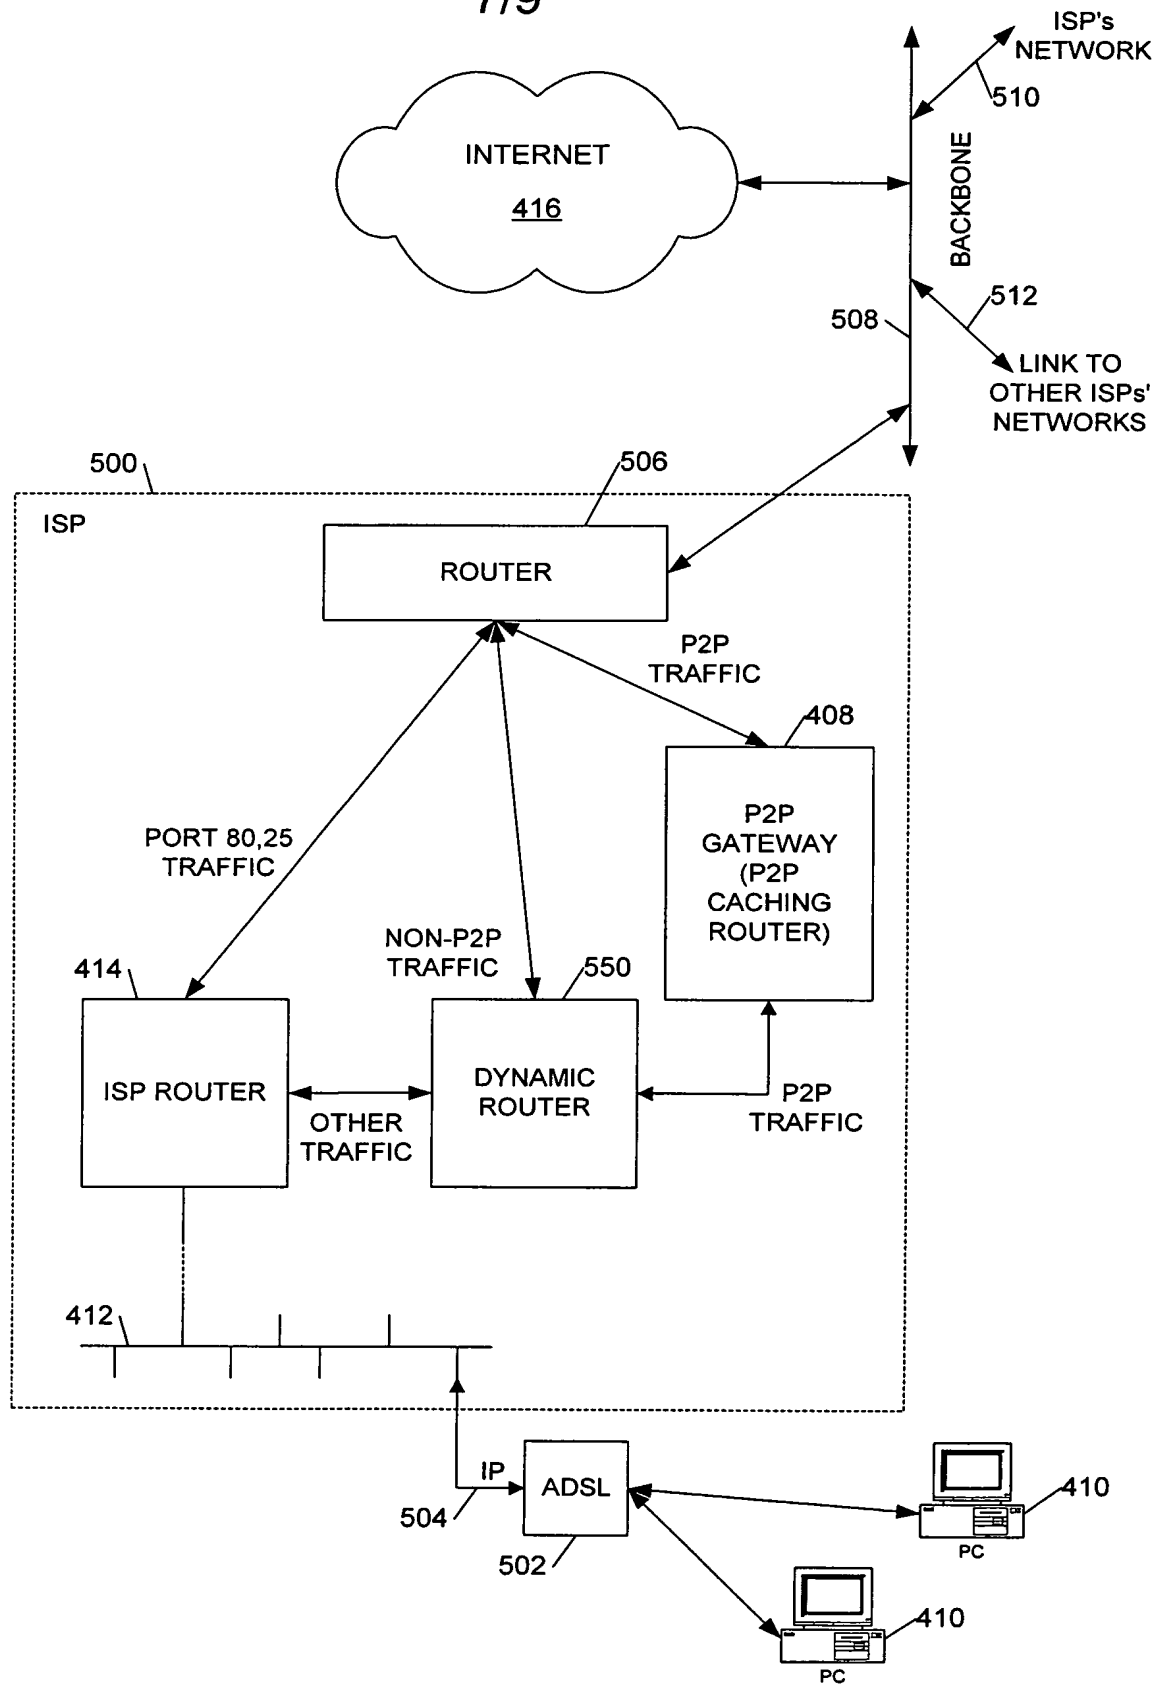 7/9
ISP's
NETWORK
510
INTERNET
416
BACKBONE
512
508
LINK TO
OTHER ISPs'
NETWORKS
500
506
ISP
ROUTER
P2P
TRAFFIC
408
P2P
GATEWAY
(P2P
CACHING
ROUTER)
PORT 80,25
TRAFFIC
NON-P2P
TRAFFIC
414
550
ISP ROUTER
DYNAMIC
ROUTER
OTHER
TRAFFIC
P2P
TRAFFIC
412
IP
ADSL
504
502
410
PC
410
PC